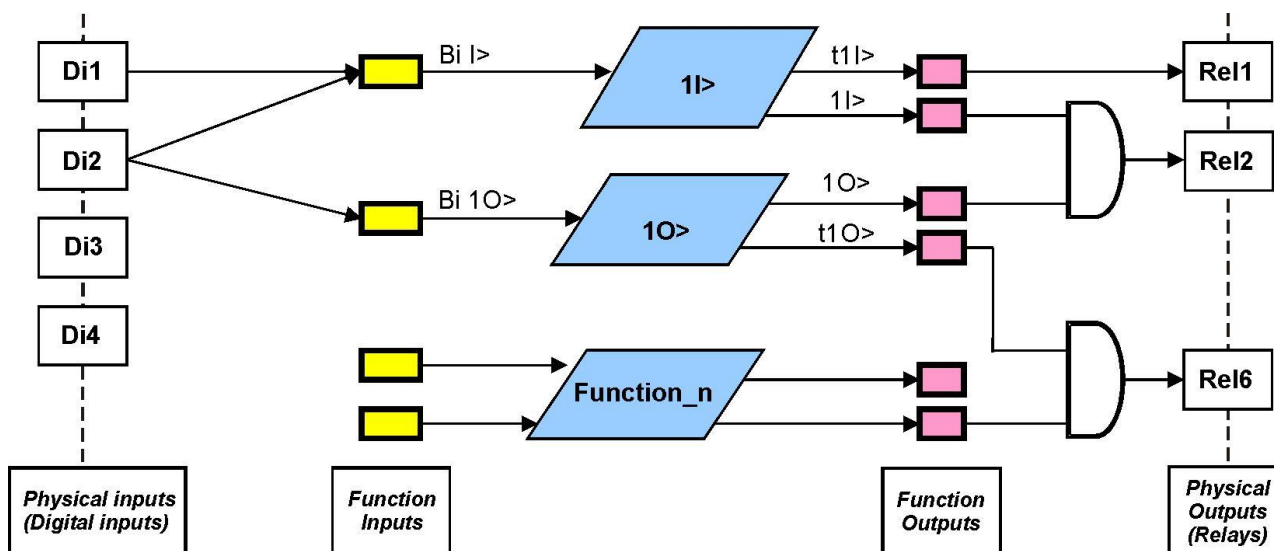 Di1
Bi I>
1I>
t1I>
1I>
Rel1
Di2
Rel2
Bi 1O>
1O>
1O>
t1O>
Di3
Di4
Function_n
Rel6
Physical inputs
(Digital inputs)
Function
Inputs
Function
Outputs
Physical
Outputs
(Relays)